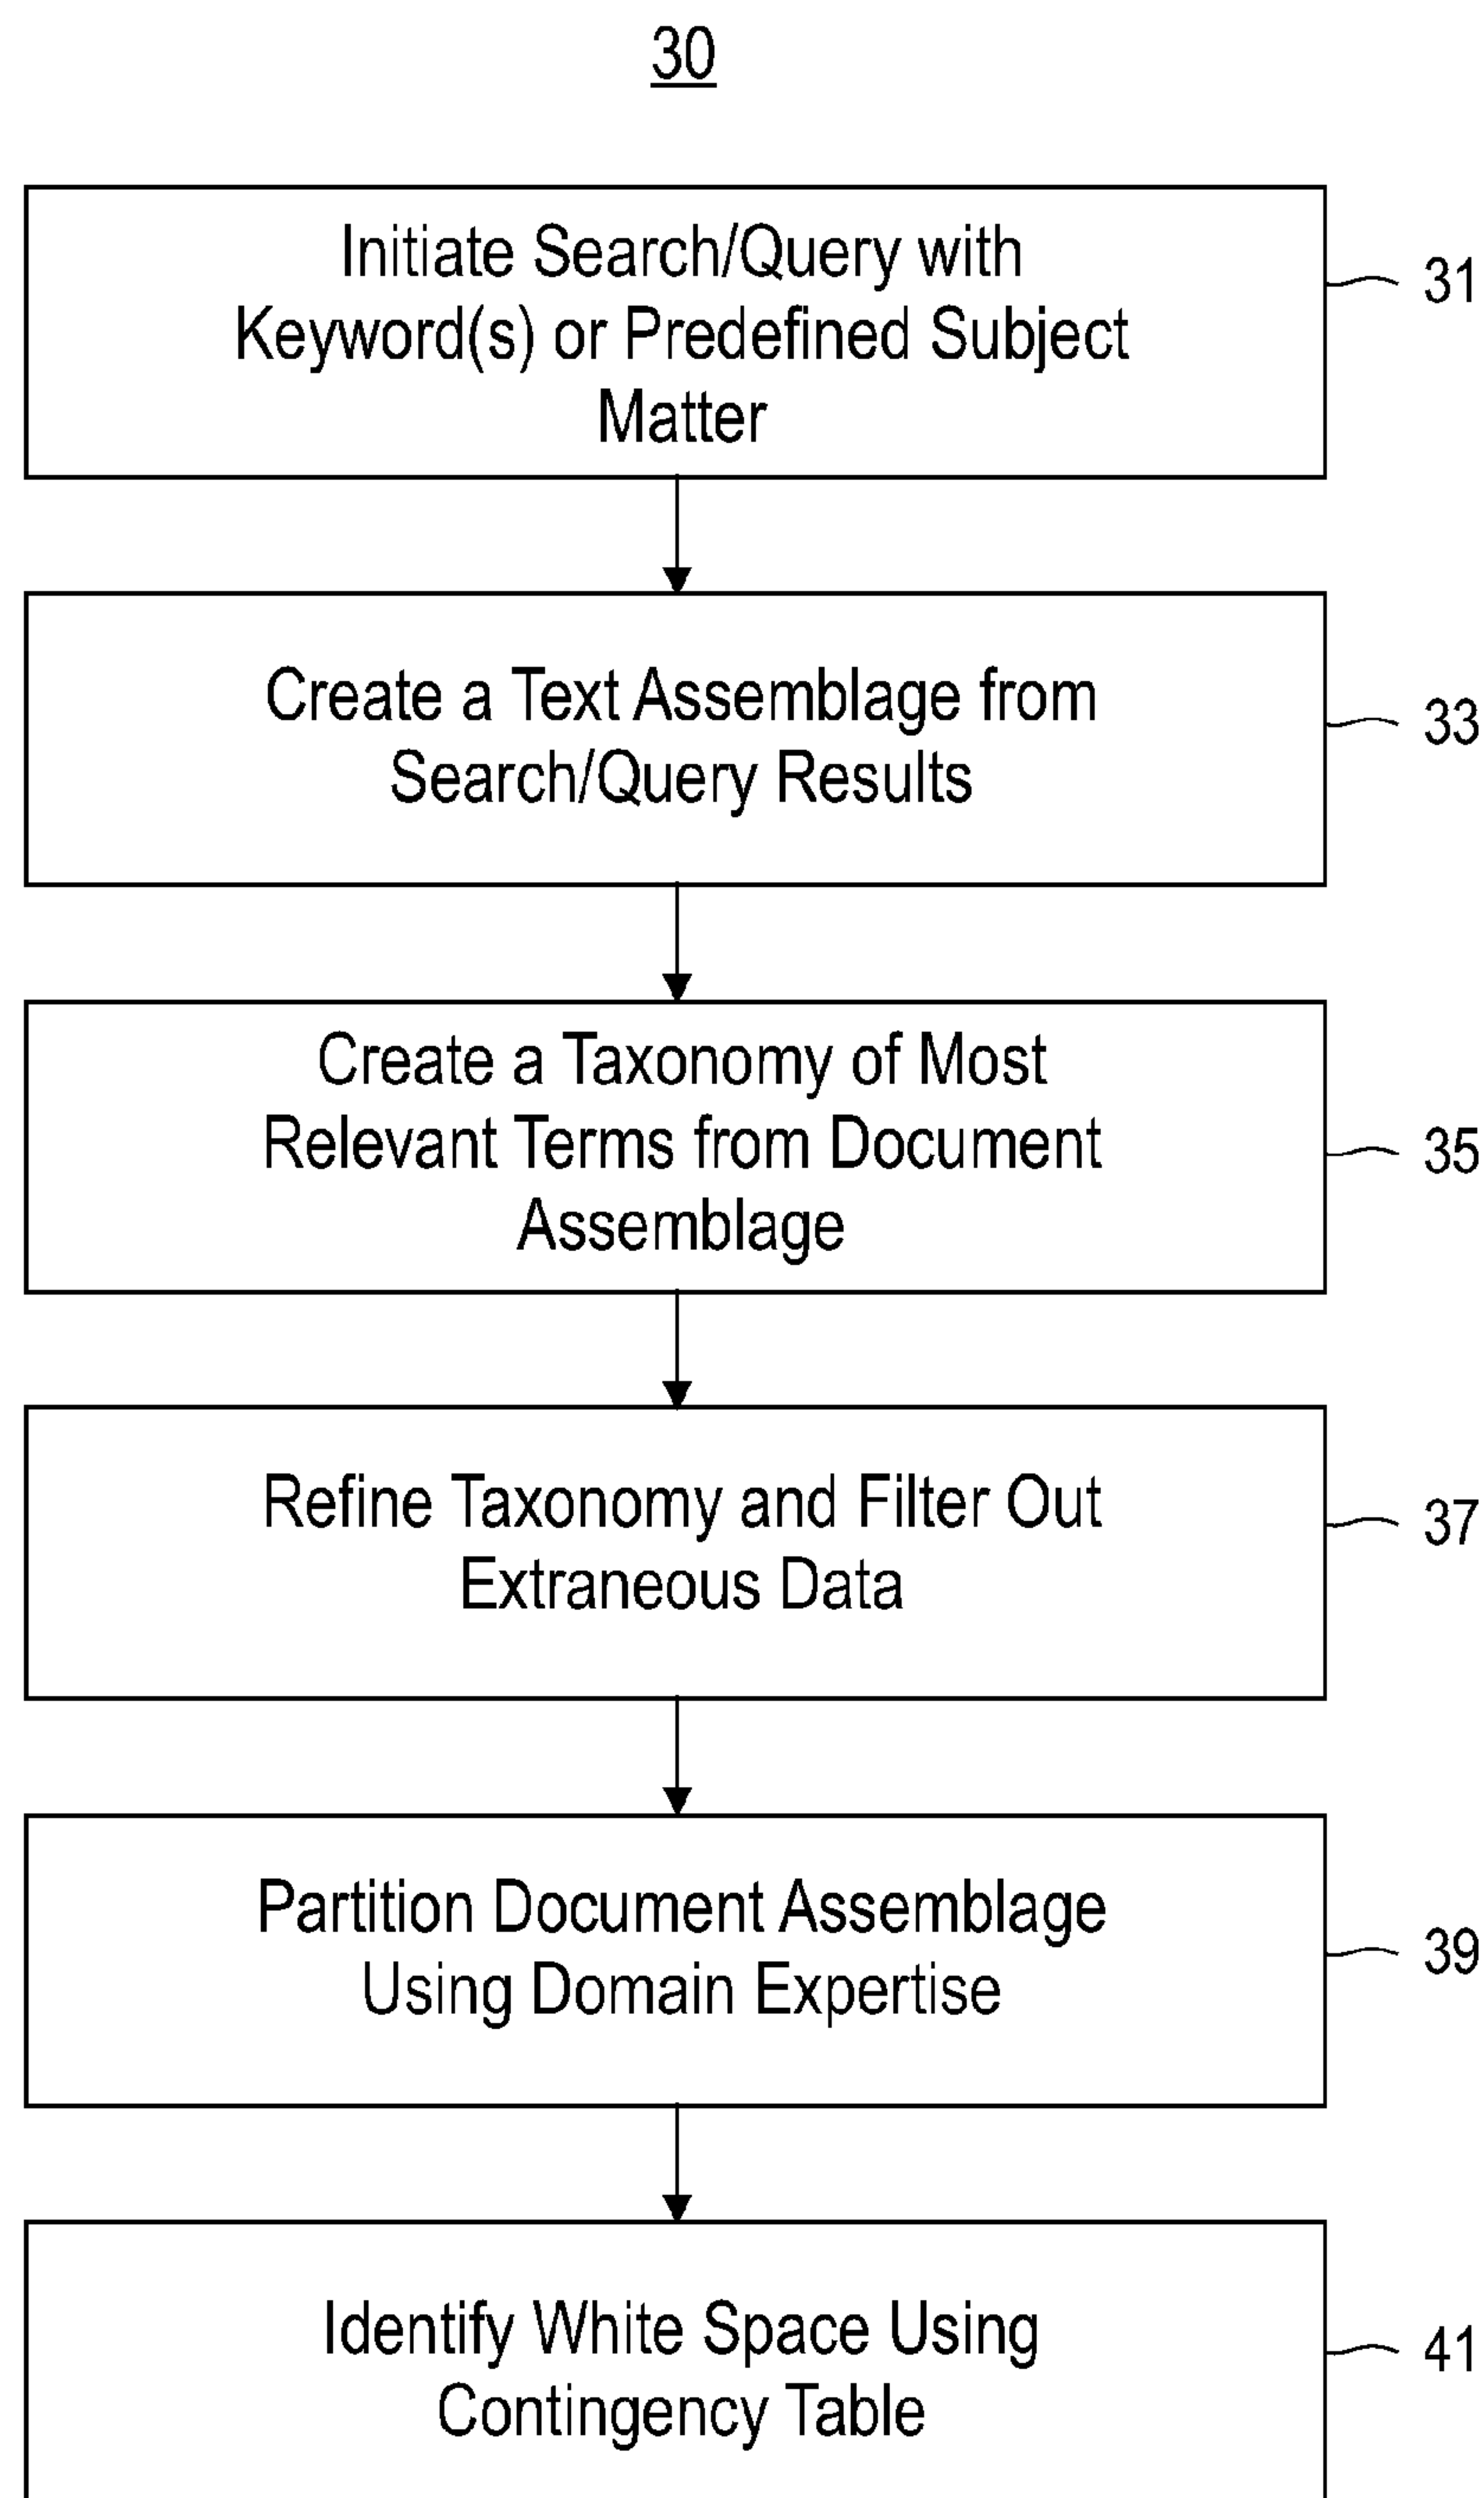 30
Initiate Search/Query with
Keyword(s) or Predefined Subject
Matter
31
Create a Text Assemblage from
Search/Query Results
33
Create a Taxonomy of Most
Relevant Terms from Document
Assemblage
35
Refine Taxonomy and Filter Out
Extraneous Data
37
Partition Document Assemblage
Using Domain Expertise
39
Identify White Space Using
Contingency Table
41